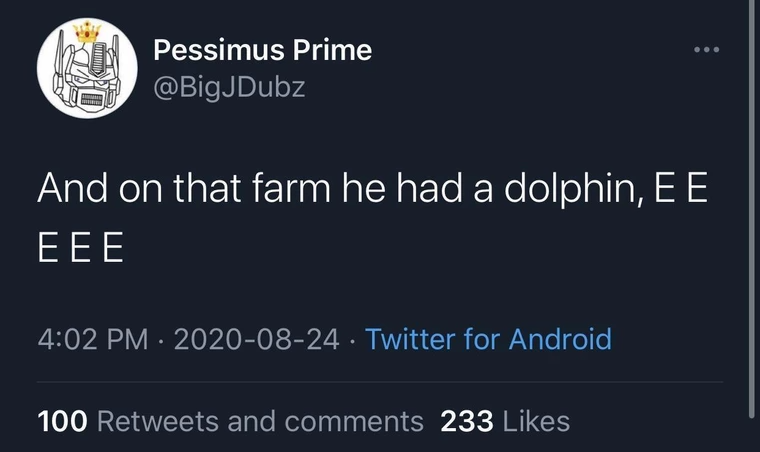 Pessimus Prime
@BigJDubz
And on that farm he had a dolphin, E E
E E E
4:02 PM · 2020-08-24 · Twitter for Android
100 Retweets and comments 233 Likes